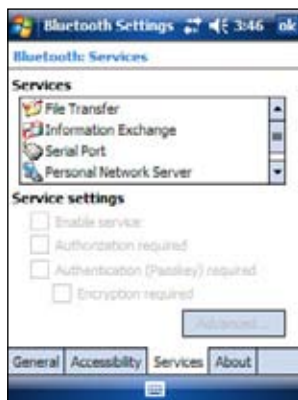 Bluetooth Settings 3:46 ok
Bluetooth: Services
Services
File Transfer
Information Exchange
Serial Port
Personal Network Server
Service settings
Enable service
Authorization required
Authentication (Passkey) required
Encryption required
Advanced...
General Accessibility Services About